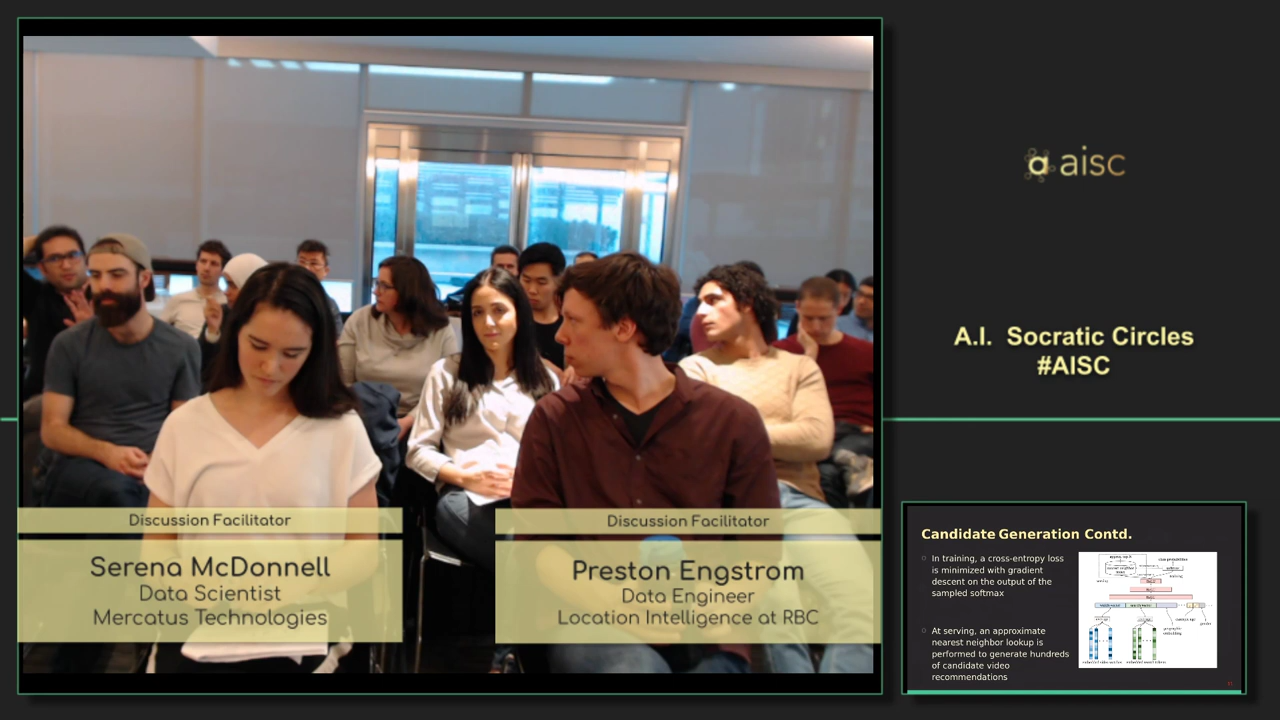 aisc
A.I. Socratic Circles
#AISC
Discussion Facilitator
Serena McDonnell
Data Scientist
Mercatus Technologies
Discussion Facilitator
Preston Engstrom
Data Engineer
Location Intelligence at RBC
Candidate Generation Contd.
In training, a cross-entropy loss
is minimized with gradient
descent on the output of the
sampled softmax
At serving, an approximate
nearest neighbor lookup is
performed to generate hundreds
of candidate video
recommendations